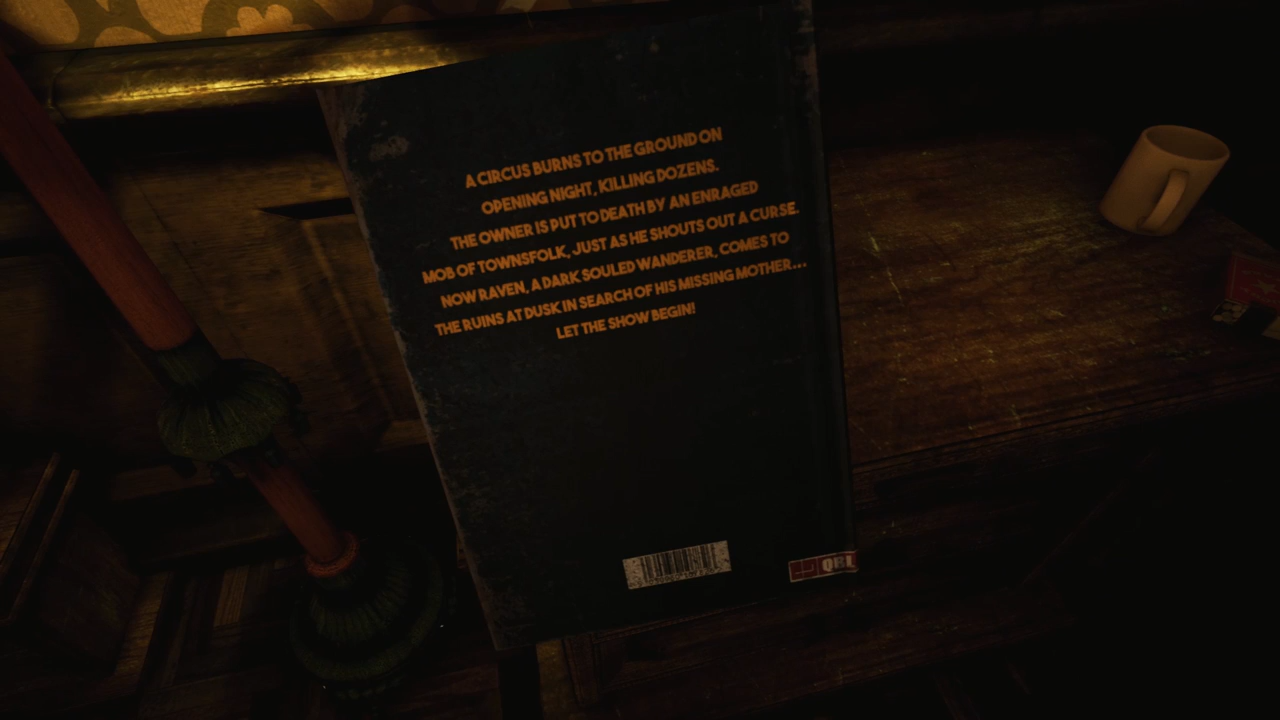 A CIRCUS BURNS TO THE GROUND ON
OPENING NIGHT, KILLING DOZENS.
THE OWNER IS PUT TO DEATH BY AN ENRAGED
MOB OF TOWNSFOLK, JUST AS HE SHOUTS OUT A CURSE.
NOW RAVEN, A DARK SOULED WANDERER, COMES TO
THE RUINS AT DUSK IN SEARCH OF HIS MISSING MOTHER...
LET THE SHOW BEGIN!